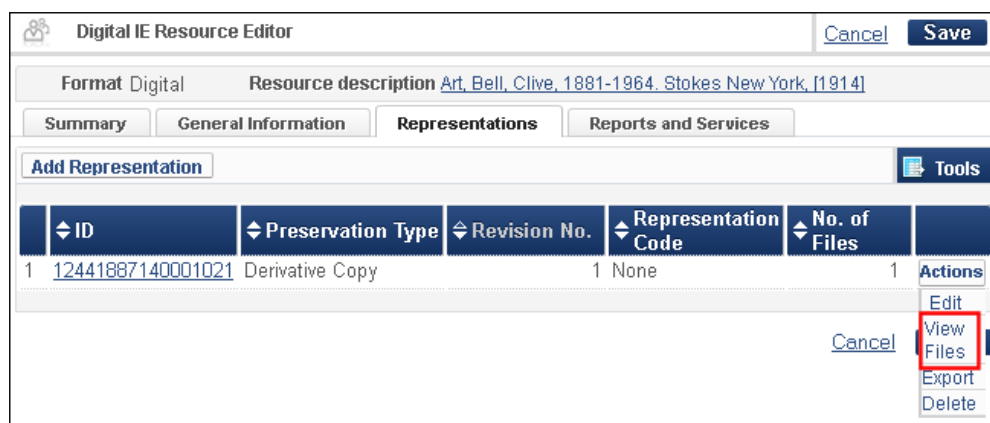 Digital IE Resource Editor Cancel Save
Format Digital Resource description Art, Bell, Clive, 1881-1964. Stokes New York, [1914]
Summary General Information Representations Reports and Services
Add Representation Tools
ID Preservation Type Revision No. Representation Code No. of Files
1 12441887140001021 Derivative Copy 1 None 1 Actions
Edit
View Files
Cancel
Export
Delete